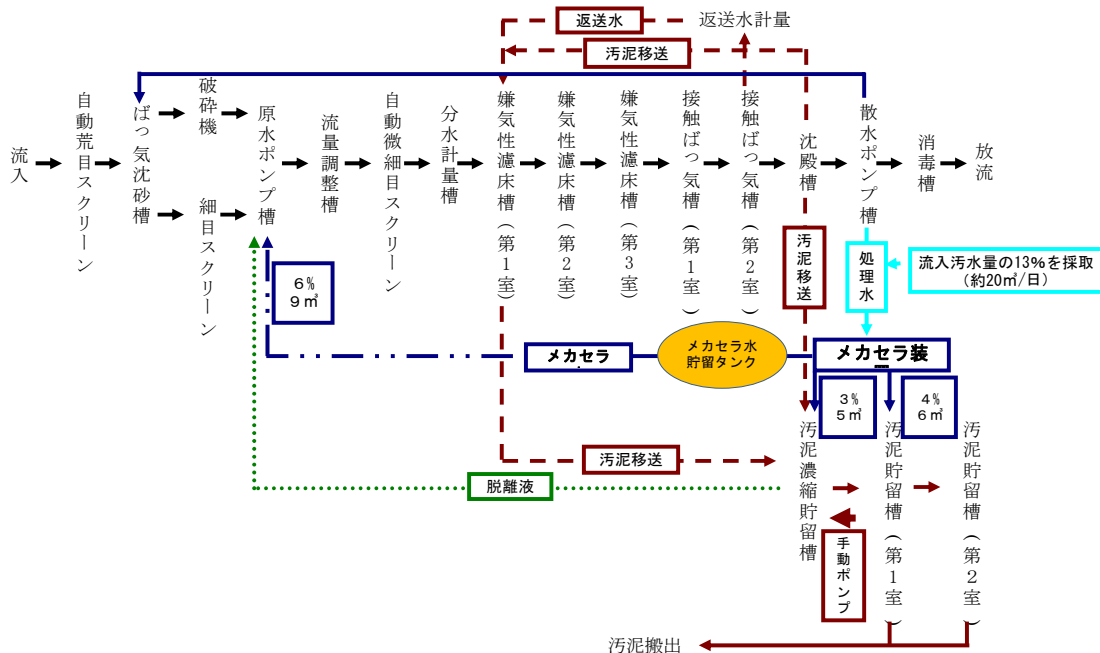 返送水
返送水計量
汚泥移送
流入
自動荒目スクリーン
ばっ気沈砂槽
破砕機
細目スクリーン
原水ポンプ槽
流量調整槽
自動微細目スクリーン
分水計量槽
嫌気性濾床槽（第１室）
嫌気性濾床槽（第２室）
嫌気性濾床槽（第３室）
接触ばっ気槽（第１室）
接触ばっ気槽（第２室）
沈殿槽
散水ポンプ槽
消毒槽
放流
汚泥移送
処理水
流入汚水量の13％を採取
（約20㎥/日）
６％
９㎥
メカセラ
メカセラ水
貯留タンク
メカセラ装
３％
５㎥
４％
６㎥
汚泥移送
脱離液
汚泥濃縮貯留槽
汚泥貯留槽（第１室）
汚泥貯留槽（第２室）
手動ポンプ
汚泥搬出